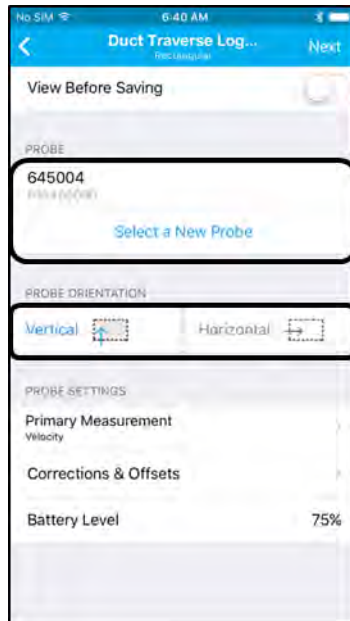 No SIM 6:40 AM
Duct Traverse Log... Next
Rectangular
View Before Saving
PROBE
645004
Select a New Probe
PROBE ORIENTATION
Vertical Horizontal
PROBE SETTINGS
Primary Measurement
Velocity
Corrections & Offsets
Battery Level 75%